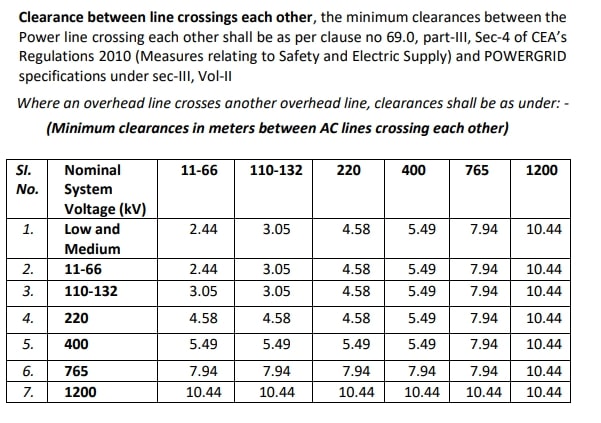 Clearance between line crossings each other, the minimum clearances between the
Power line crossing each other shall be as per clause no 69.0, part-III, Sec-4 of CEA's
Regulations 2010 (Measures relating to Safety and Electric Supply) and POWERGRID
specifications under sec-III, Vol-II
Where an overhead line crosses another overhead line, clearances shall be as under: -
(Minimum clearances in meters between AC lines crossing each other)
Sl. No. Nominal System Voltage (kV) 11-66 110-132 220 400 765 1200
1. Low and Medium 2.44 3.05 4.58 5.49 7.94 10.44
2. 11-66 2.44 3.05 4.58 5.49 7.94 10.44
3. 110-132 3.05 3.05 4.58 5.49 7.94 10.44
4. 220 4.58 4.58 4.58 5.49 7.94 10.44
5. 400 5.49 5.49 5.49 5.49 7.94 10.44
6. 765 7.94 7.94 7.94 7.94 7.94 10.44
7. 1200 10.44 10.44 10.44 10.44 10.44 10.44